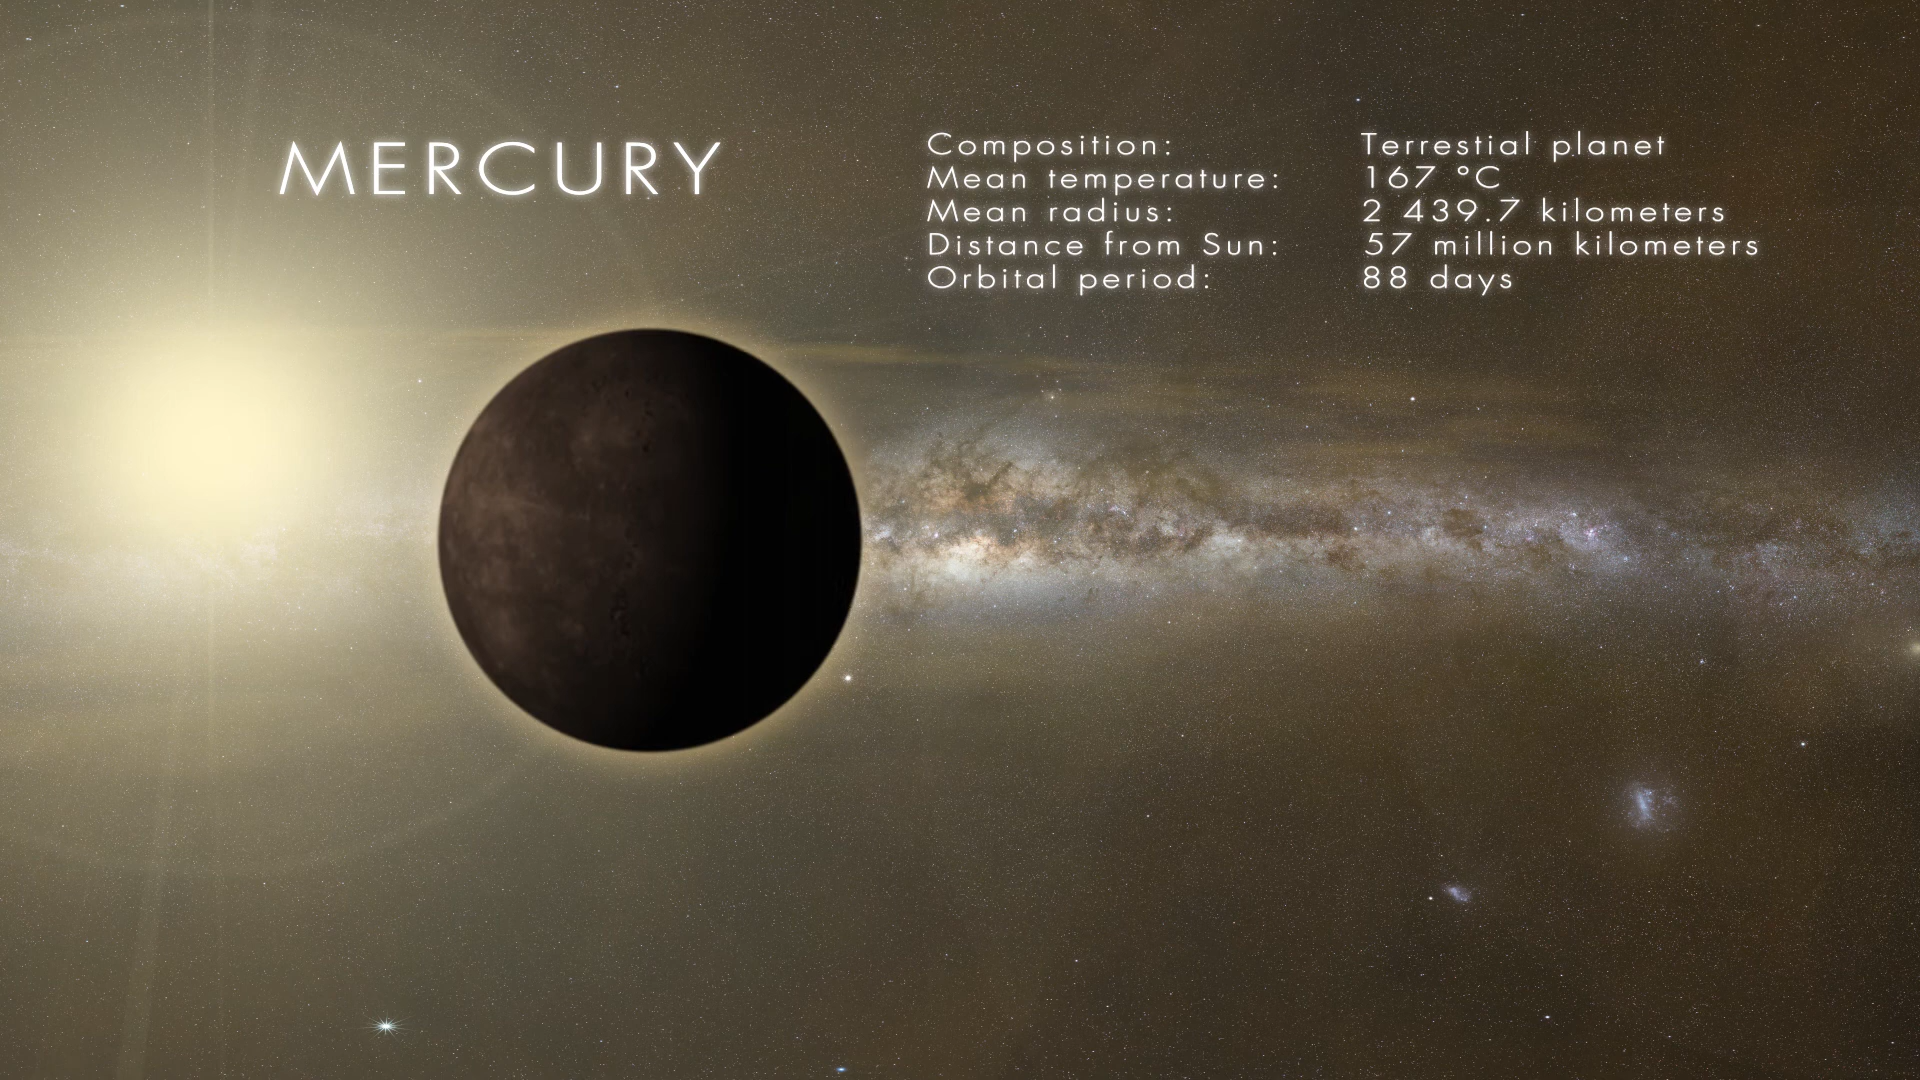 MERCURY
Composition: Terrestial planet
Mean temperature: 167 °C
Mean radius: 2 439.7 kilometers
Distance from Sun: 57 million kilometers
Orbital period: 88 days